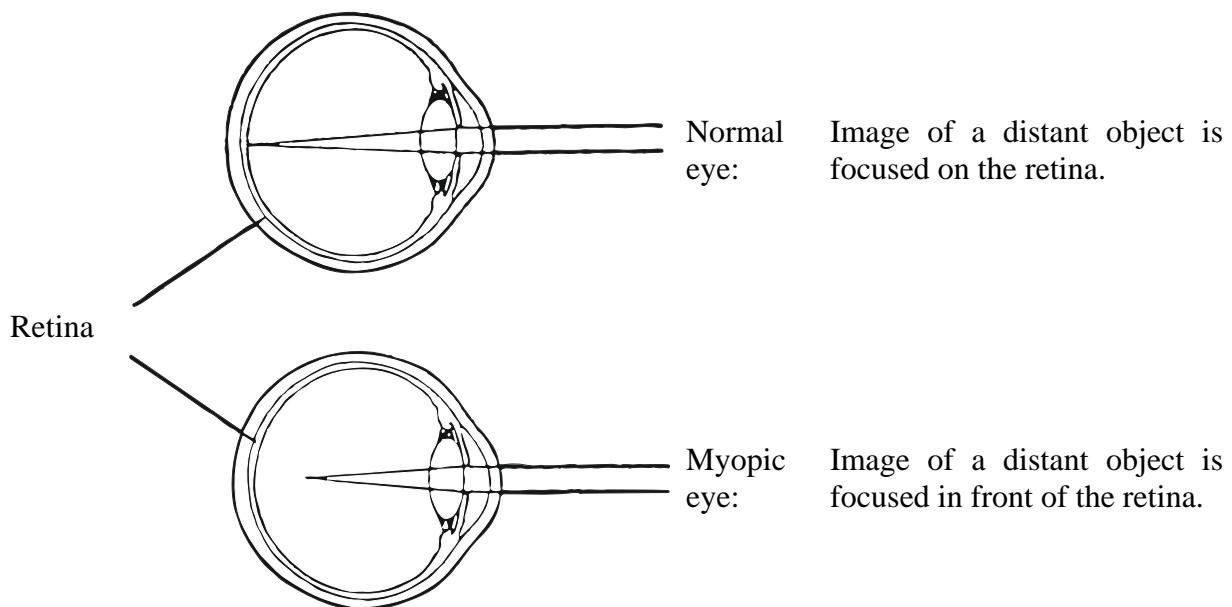 Normal eye: Image of a distant object is focused on the retina.
Retina
Myopic eye: Image of a distant object is focused in front of the retina.